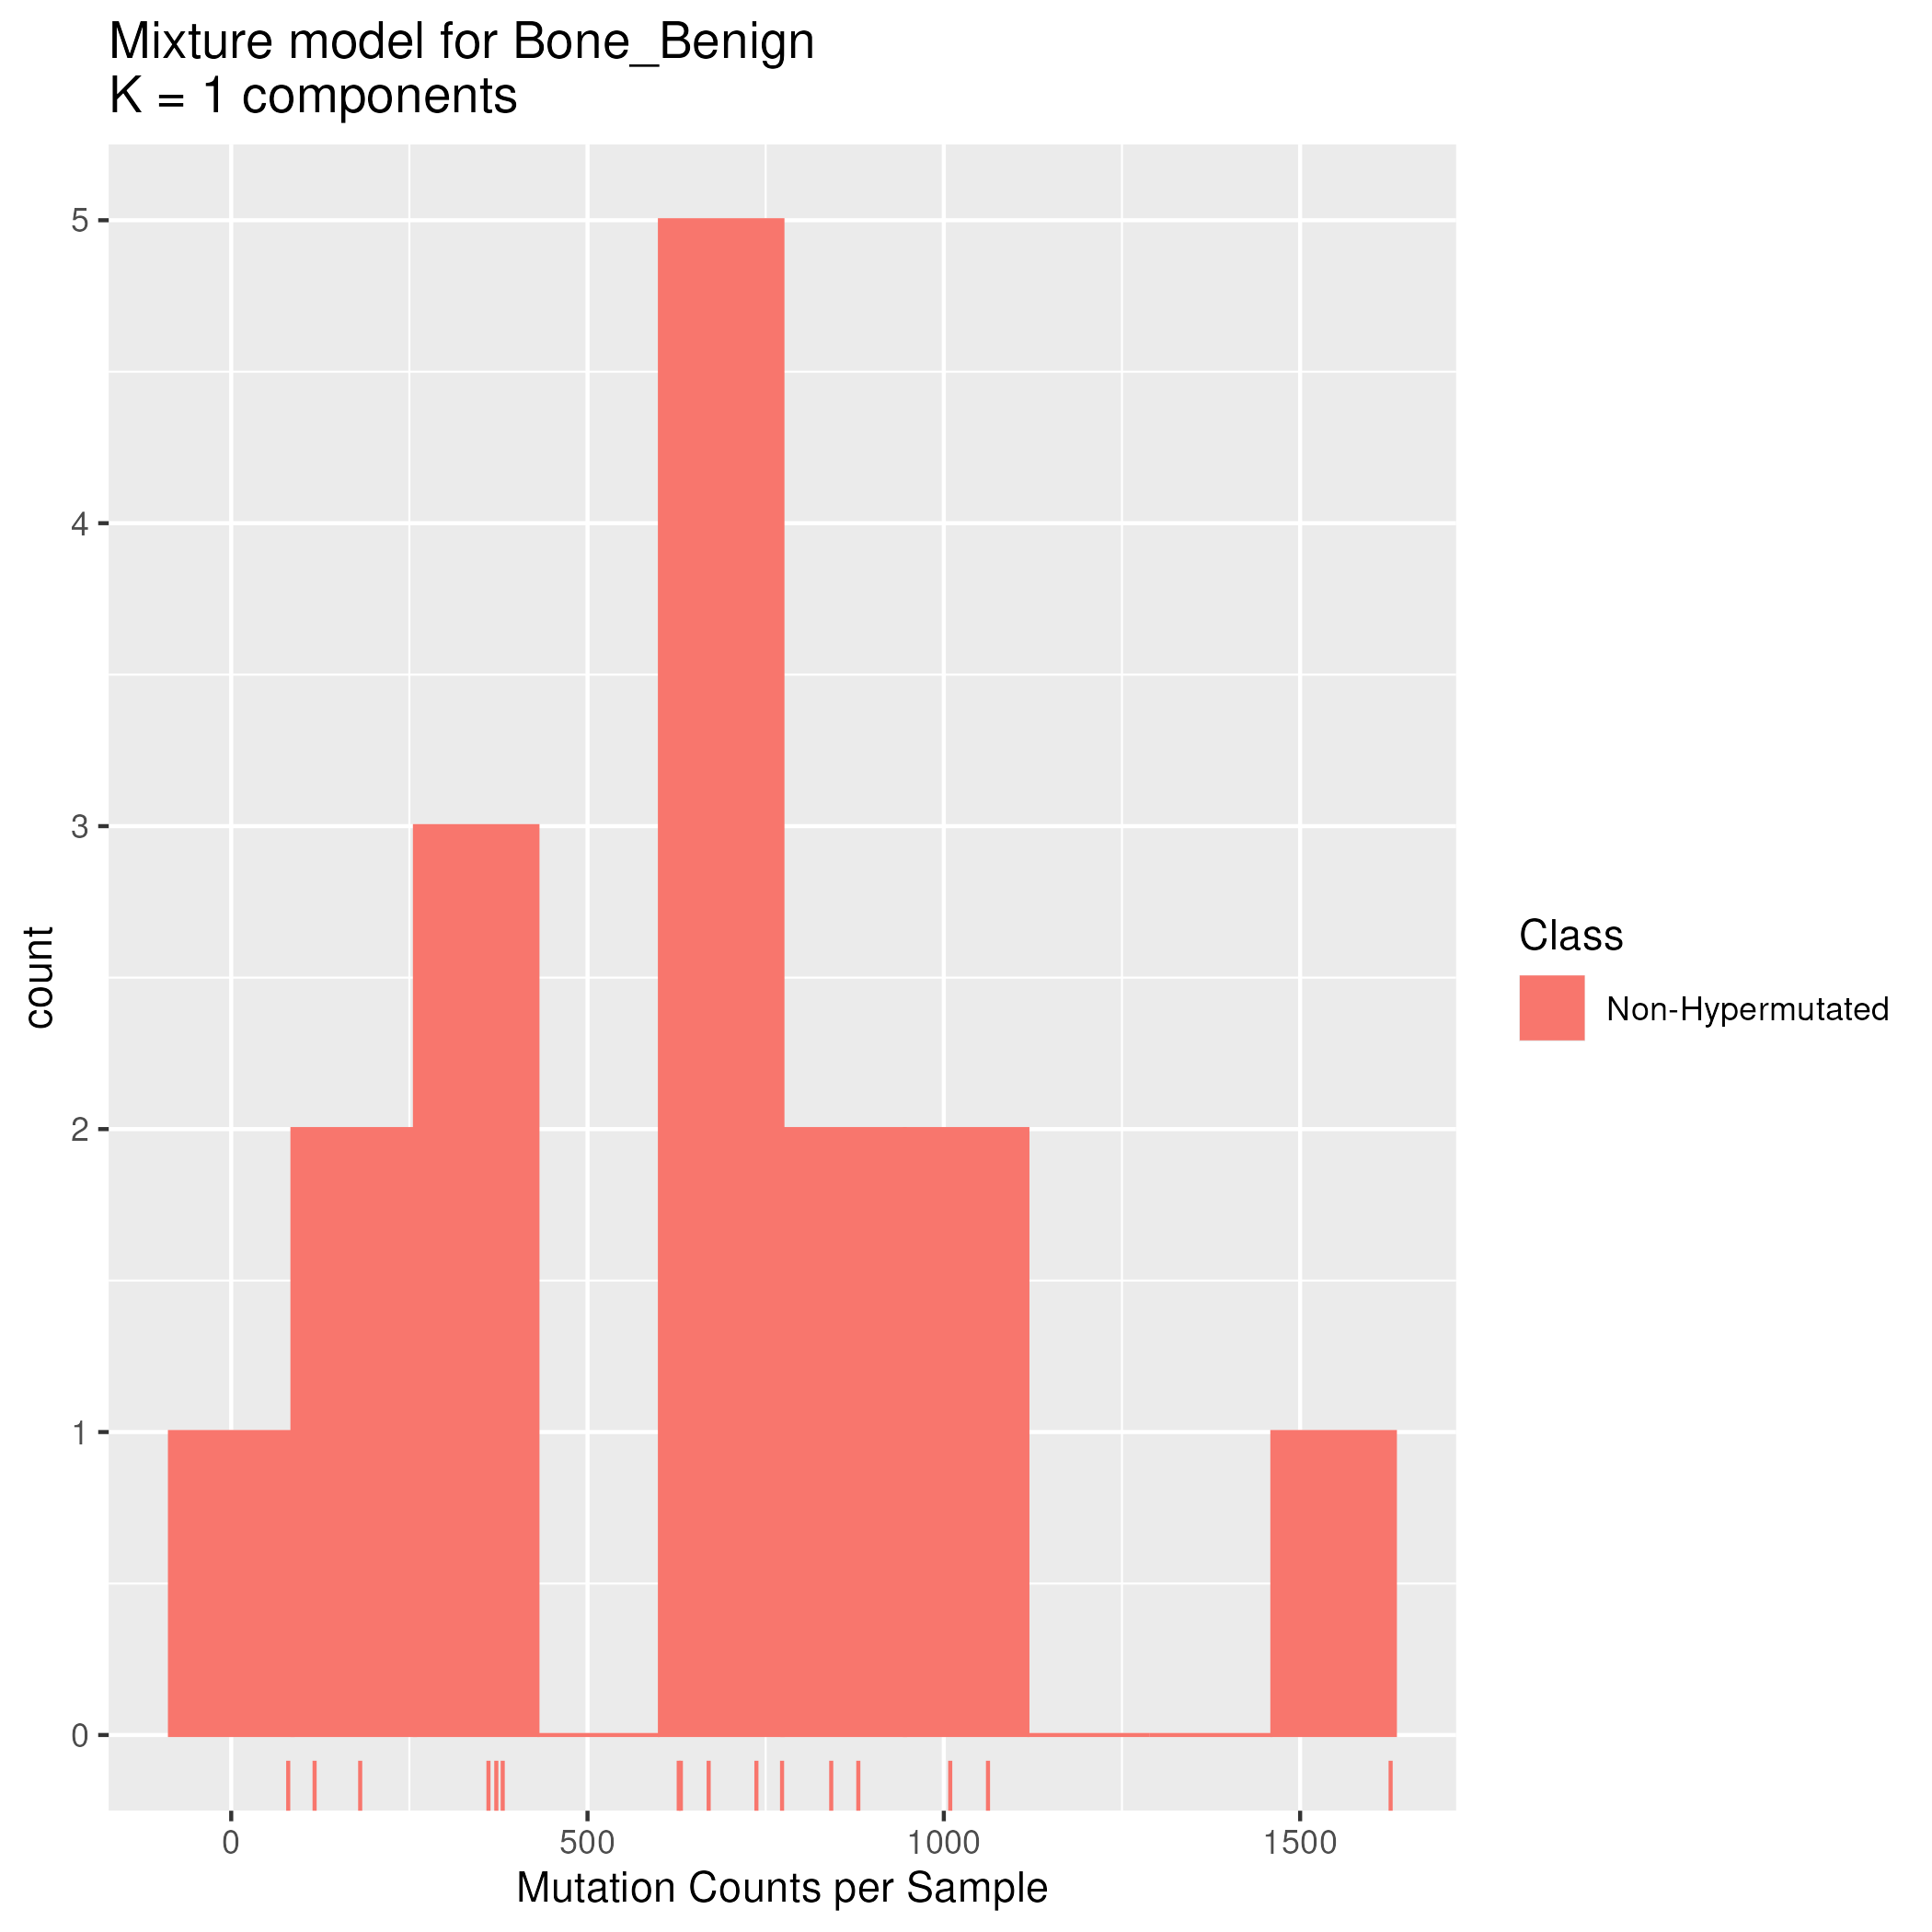 Mixture model for Bone_Benign
K = 1 components
5
4
3
2
1
0
count
0 500 1000 1500
Mutation Counts per Sample
Class
Non-Hypermutated